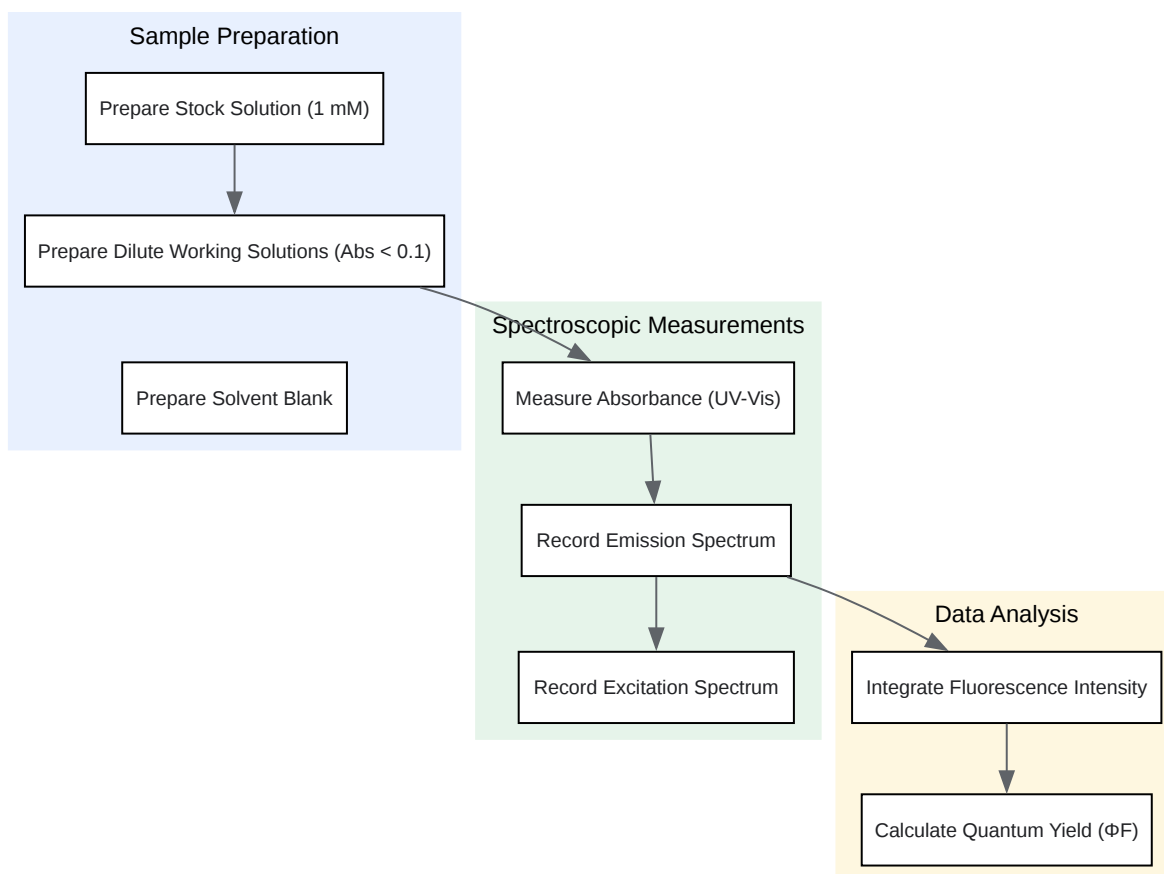 Sample Preparation
Prepare Stock Solution (1 mM)
Prepare Dilute Working Solutions (Abs < 0.1)
Prepare Solvent Blank
Spectroscopic Measurements
Measure Absorbance (UV-Vis)
Record Emission Spectrum
Record Excitation Spectrum
Data Analysis
Integrate Fluorescence Intensity
Calculate Quantum Yield (ΦF)